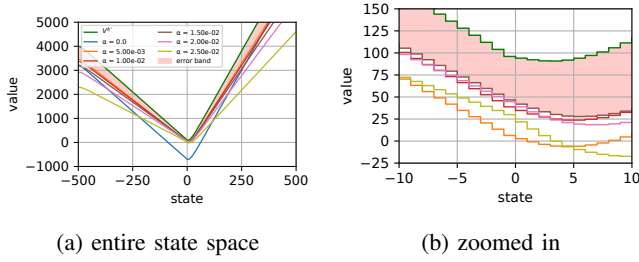 5000
4000
3000
2000
1000
0
−1000
value
−500
−250
0
250
500
state
α = 0.0
α = 5.00e-03
α = 1.00e-02
α = 1.50e-02
α = 2.00e-02
α = 2.50e-02
error band
(a) entire state space
150
125
100
75
50
25
0
−25
value
−10
−5
0
5
10
state
(b) zoomed in